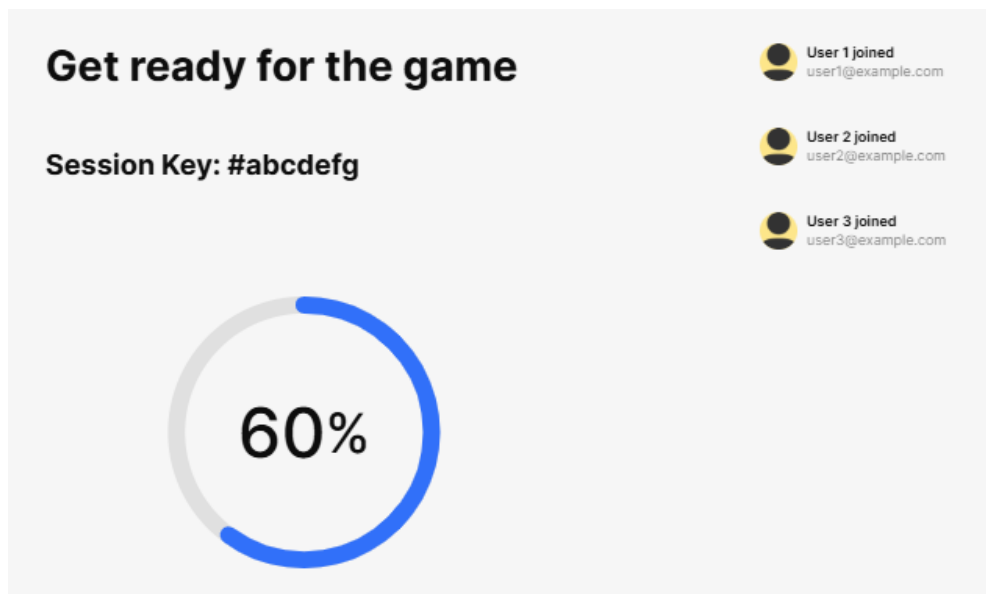 Get ready for the game
Session Key: #abcdefg
60%
User 1 joined
user1@example.com
User 2 joined
user2@example.com
User 3 joined
user3@example.com